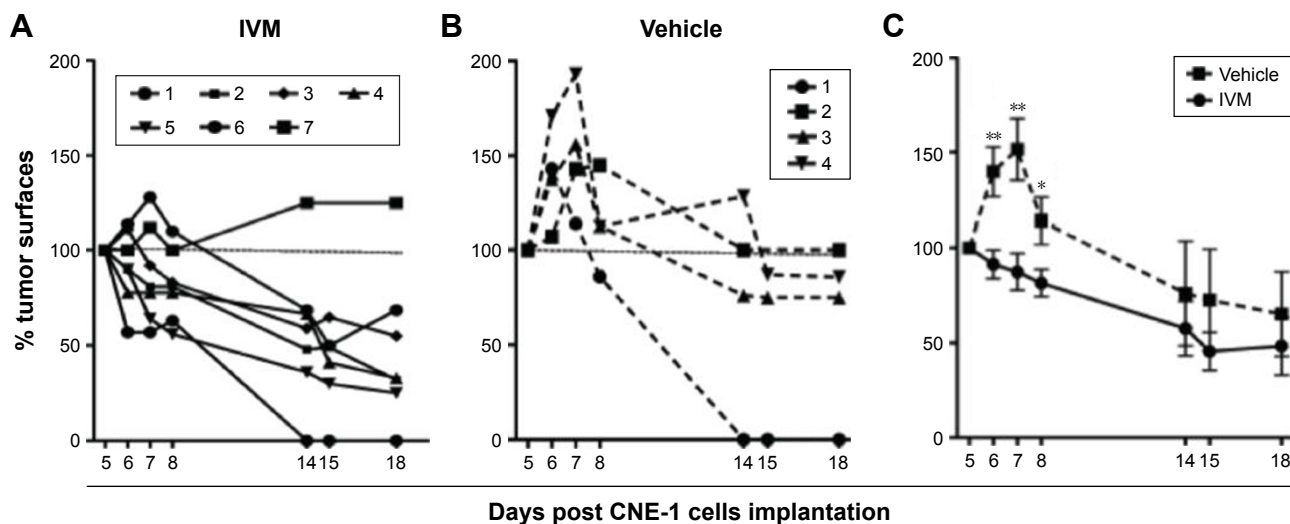 A
IVM
% tumor surfaces
200
150
100
50
0
1 2 3 4
5 6 7
5 6 7 8 14 15 18
B
Vehicle
200
150
100
50
0
1
2
3
4
5 6 7 8 14 15 18
C
200
150
100
50
0
Vehicle
IVM
** ** *
5 6 7 8 14 15 18
Days post CNE-1 cells implantation